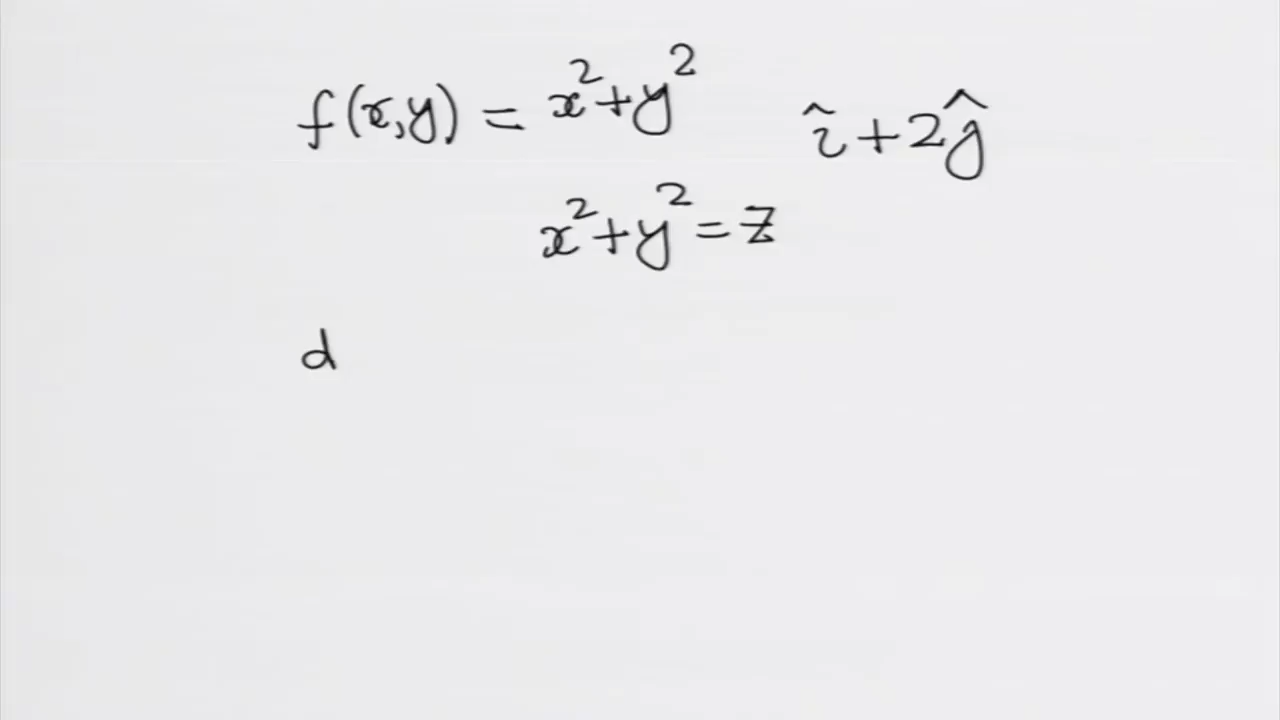 f(x,y) = x²+y² î+2ĵ
x²+y²=z
d